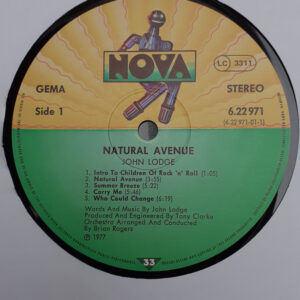 NOVA
LC 3311
GEMA
STEREO
Side 1
6.22971
(6.22971-01-1)
NATURAL AVENUE
JOHN LODGE
1. Intro To Children Of Rock 'n' Roll (1:05)
2. Natural Avenue (3:55)
3. Summer Breeze (5:22)
4. Carry Me (5:46)
5. Who Could Change (6:19)
Words And Music By John Lodge
Produced And Engineered By Tony Clarke
Orchestra Arranged And Conducted
By Brian Rogers
Ⓟ 1977
33